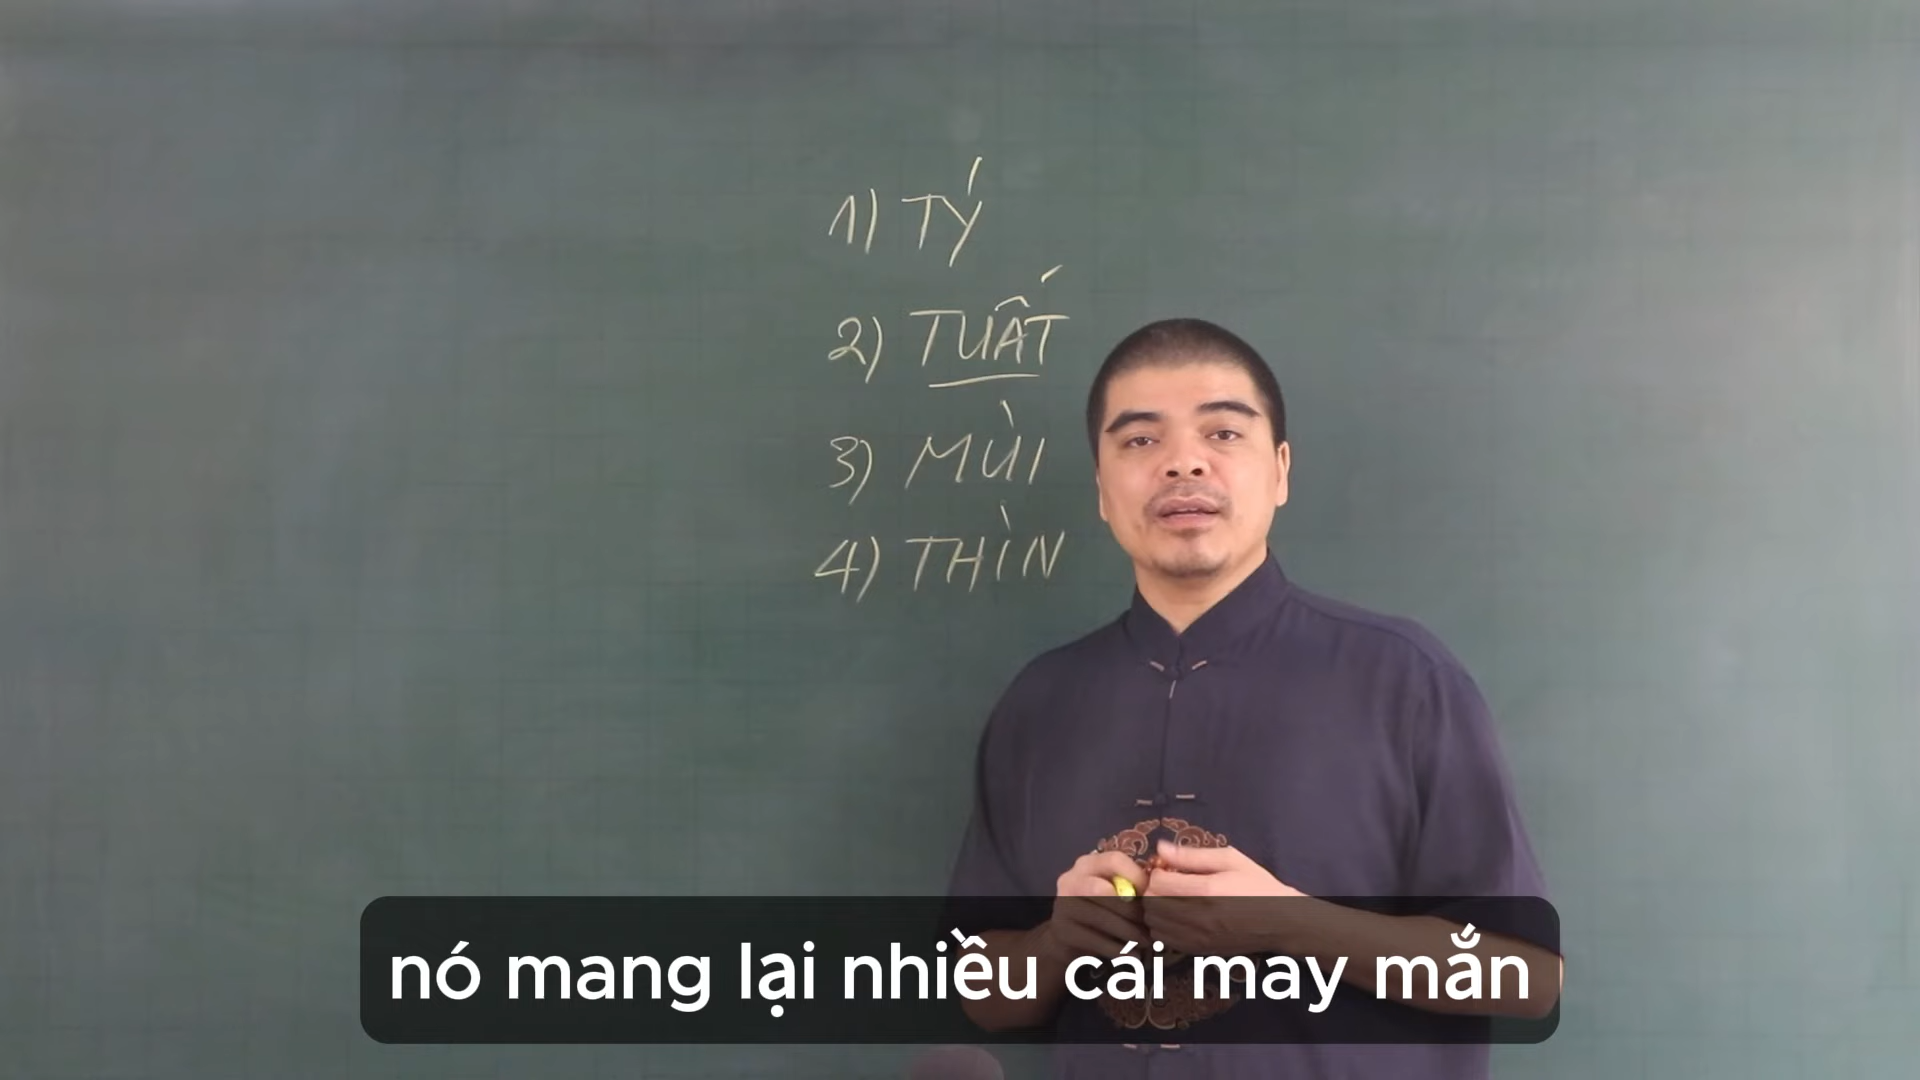 1) TÝ
2) TUẤT
3) MÙI
4) THÌN
nó mang lại nhiều cái may mắn